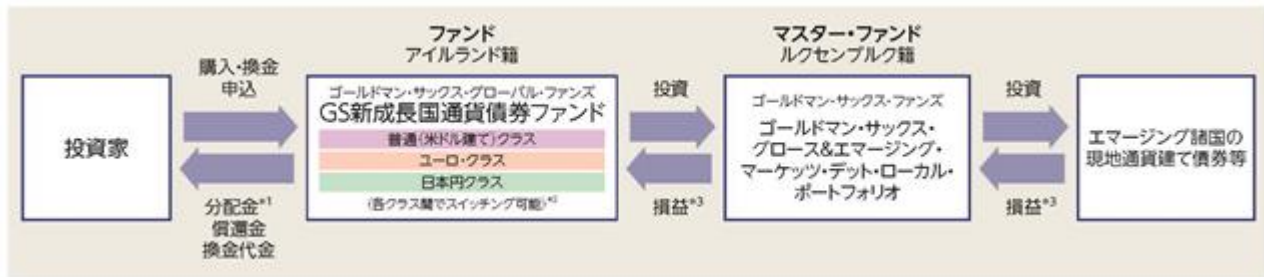 ファンド
アイルランド籍
マスター・ファンド
ルクセンブルク籍
投資家
購入・換金
申込
分配金*1
償還金
換金代金
ゴールドマン・サックス・グローバル・ファンズ
GS新成長国通貨債券ファンド
普通(米ドル建て)クラス
ユーロ・クラス
日本円クラス
(各クラス間でスイッチング可能)*2
投資
損益*3
ゴールドマン・サックス・ファンズ
ゴールドマン・サックス・
グロース&エマージング・
マーケッツ・デット・ローカル・
ポートフォリオ
投資
損益*3
エマージング諸国の
現地通貨建て債券等